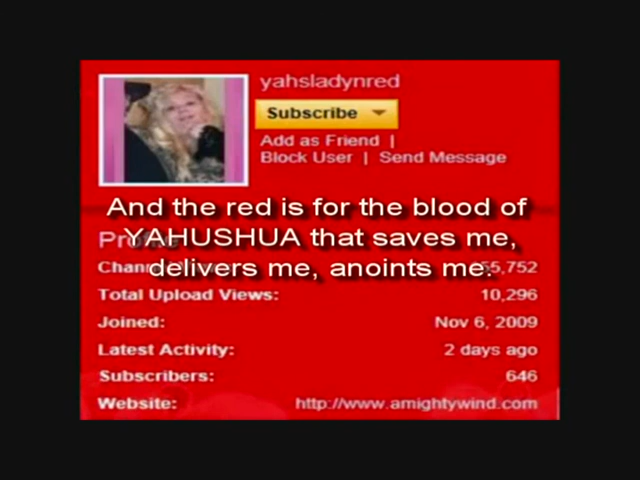 yahsladynred
Subscribe
Add as Friend |
Block User | Send Message
And the red is for the blood of
YAHUSHUA that saves me,
delivers me, anoints me.
55,752
Total Upload Views: 10,296
Joined: Nov 6, 2009
Latest Activity: 2 days ago
Subscribers: 646
Website: http://www.amightywind.com